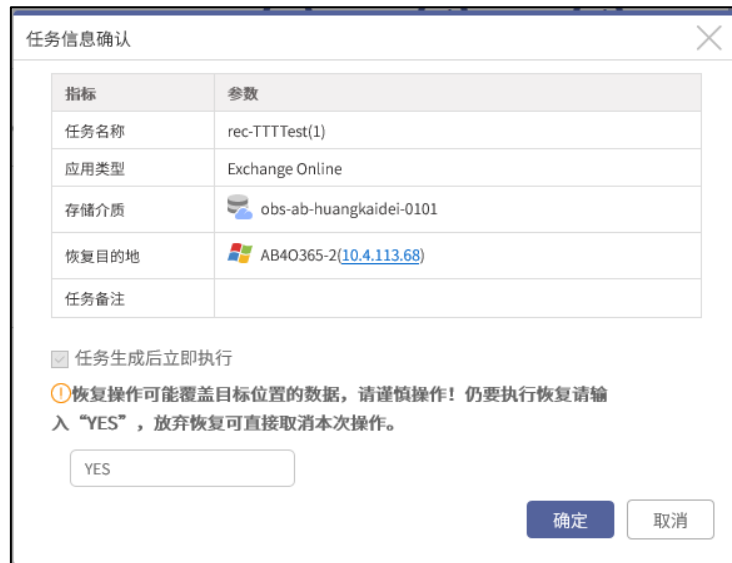 任务信息确认
指标 参数
任务名称 rec-TTTTest(1)
应用类型 Exchange Online
存储介质 obs-ab-huangkaidei-0101
恢复目的地 AB4O365-2(10.4.113.68)
任务备注
任务生成后立即执行
恢复操作可能覆盖目标位置的数据，请谨慎操作！仍要执行恢复请输
入“YES”，放弃恢复可直接取消本次操作。
YES
确定 取消